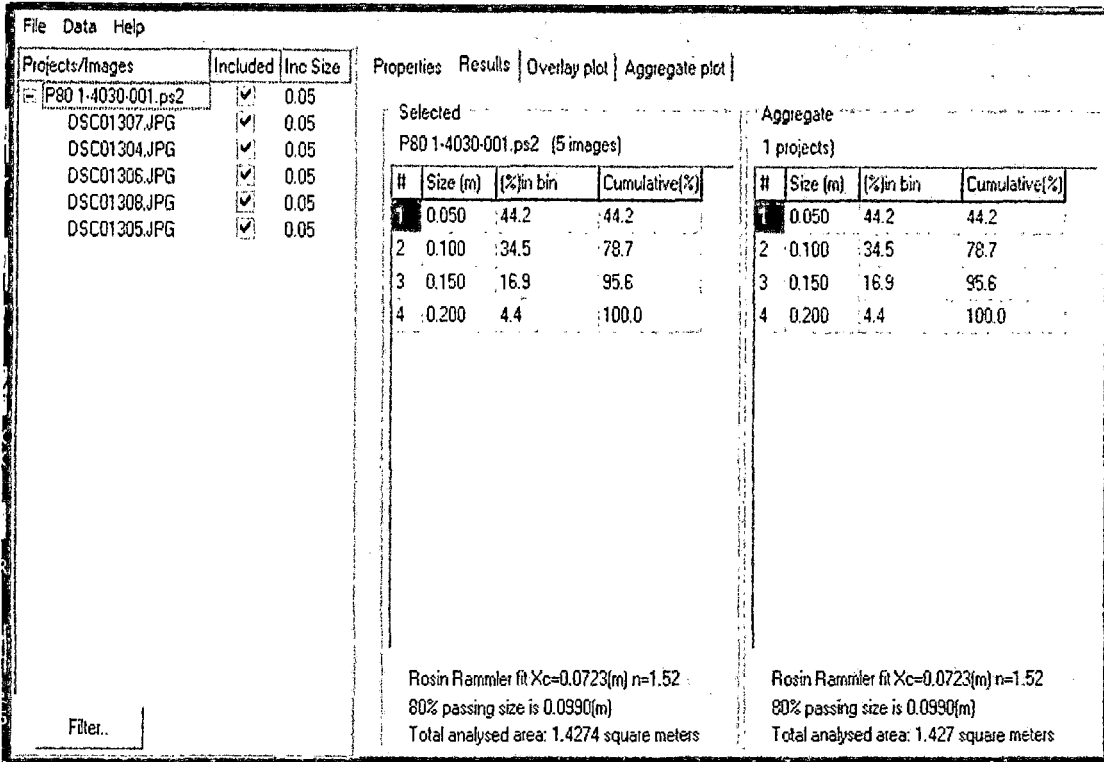 File Data Help
Projects/Images Included Inc Size
P80 1-4030-001.ps2 0.05
DSC01307.JPG 0.05
DSC01304.JPG 0.05
DSC01306.JPG 0.05
DSC01308.JPG 0.05
DSC01305.JPG 0.05
Filter..
Properties Results Overlay plot Aggregate plot
Selected
P80 1-4030-001.ps2 (5 images)
# Size (m) (%)in bin Cumulative(%)
1 0.050 44.2 44.2
2 0.100 34.5 78.7
3 0.150 16.9 95.6
4 0.200 4.4 100.0
Rosin Rammler fit Xc=0.0723(m) n=1.52
80% passing size is 0.0990(m)
Total analysed area: 1.4274 square meters
Aggregate
1 projects)
# Size (m) (%)in bin Cumulative(%)
1 0.050 44.2 44.2
2 0.100 34.5 78.7
3 0.150 16.9 95.6
4 0.200 4.4 100.0
Rosin Rammler fit Xc=0.0723(m) n=1.52
80% passing size is 0.0990(m)
Total analysed area: 1.427 square meters